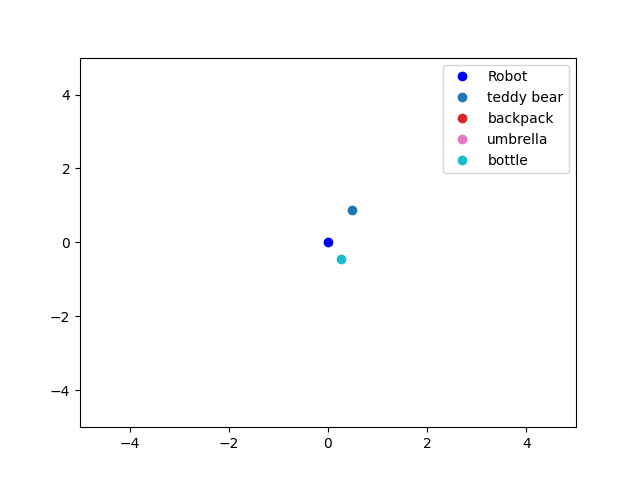 Robot
teddy bear
backpack
umbrella
bottle
4
2
0
−2
−4
−4 −2 0 2 4